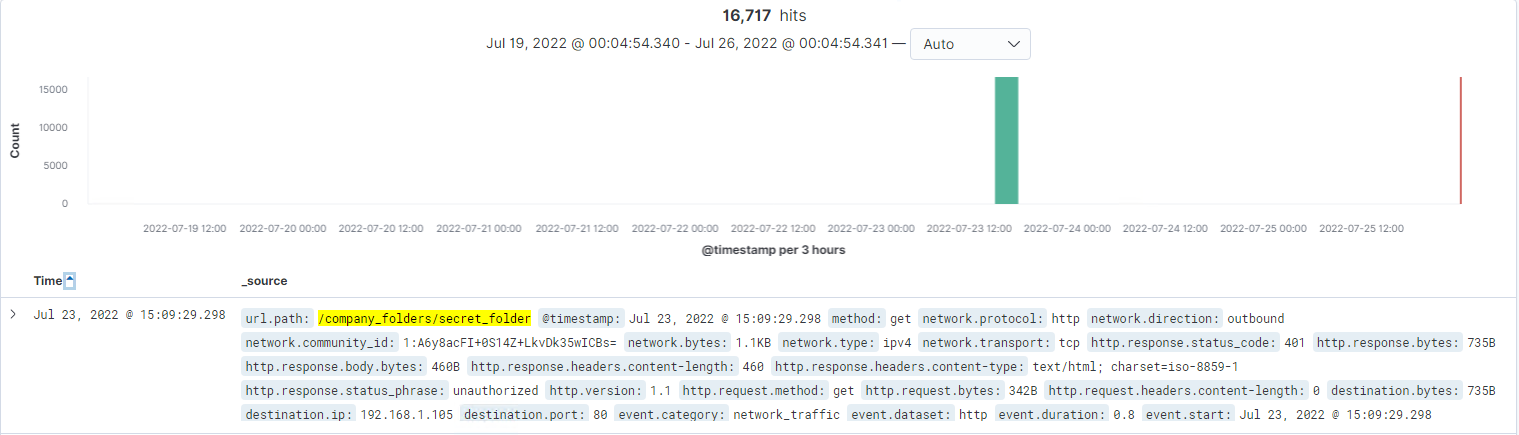 16,717 hits
Jul 19, 2022 @ 00:04:54.340 - Jul 26, 2022 @ 00:04:54.341 — Auto
15000
10000
5000
0
Count
2022-07-19 12:00 2022-07-20 00:00 2022-07-20 12:00 2022-07-21 00:00 2022-07-21 12:00 2022-07-22 00:00 2022-07-22 12:00 2022-07-23 00:00 2022-07-23 12:00 2022-07-24 00:00 2022-07-24 12:00 2022-07-25 00:00 2022-07-25 12:00
@timestamp per 3 hours
Time _source
Jul 23, 2022 @ 15:09:29.298 url.path: /company_folders/secret_folder @timestamp: Jul 23, 2022 @ 15:09:29.298 method: get network.protocol: http network.direction: outbound
network.community_id: 1:A6y8acFI+0S14Z+LkvDk35wICBs= network.bytes: 1.1KB network.type: ipv4 network.transport: tcp http.response.status_code: 401 http.response.bytes: 735B
http.response.body.bytes: 460B http.response.headers.content-length: 460 http.response.headers.content-type: text/html; charset=iso-8859-1
http.response.status_phrase: unauthorized http.version: 1.1 http.request.method: get http.request.bytes: 342B http.request.headers.content-length: 0 destination.bytes: 735B
destination.ip: 192.168.1.105 destination.port: 80 event.category: network_traffic event.dataset: http event.duration: 0.8 event.start: Jul 23, 2022 @ 15:09:29.298